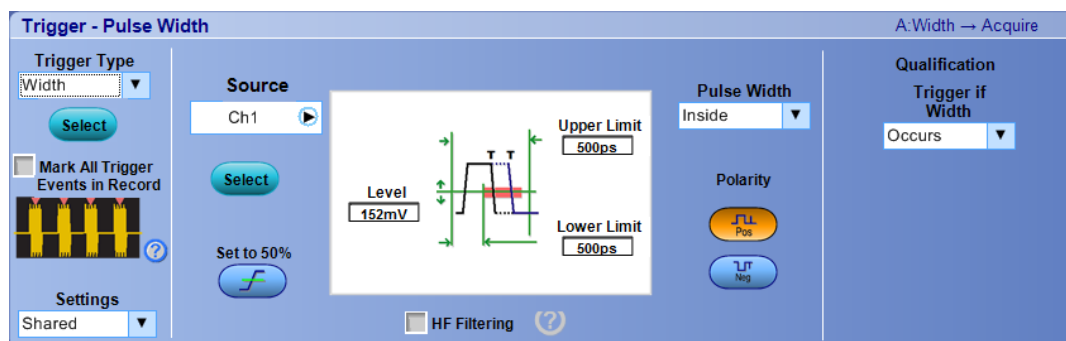 Trigger - Pulse Width
A:Width → Acquire
Trigger Type
Width
Select
Mark All Trigger
Events in Record
Settings
Shared
Source
Ch1
Select
Set to 50%
Level
152mV
T T
Upper Limit
500ps
Lower Limit
500ps
HF Filtering
Pulse Width
Inside
Polarity
Pos
Neg
Qualification
Trigger if
Width
Occurs